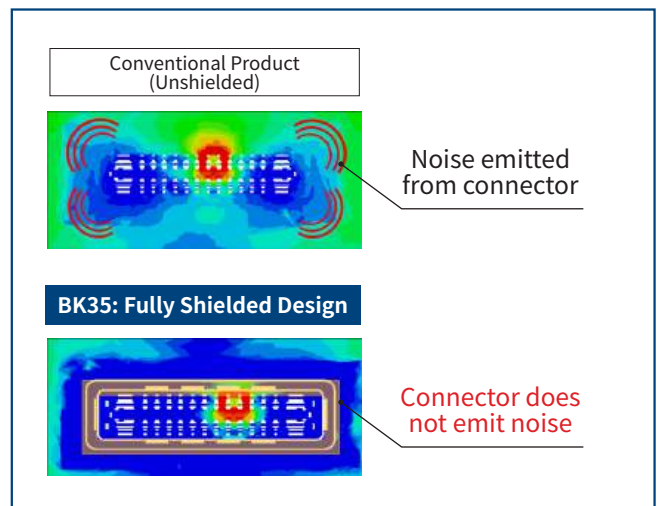 Conventional Product
(Unshielded)
Noise emitted
from connector
BK35: Fully Shielded Design
Connector does
not emit noise